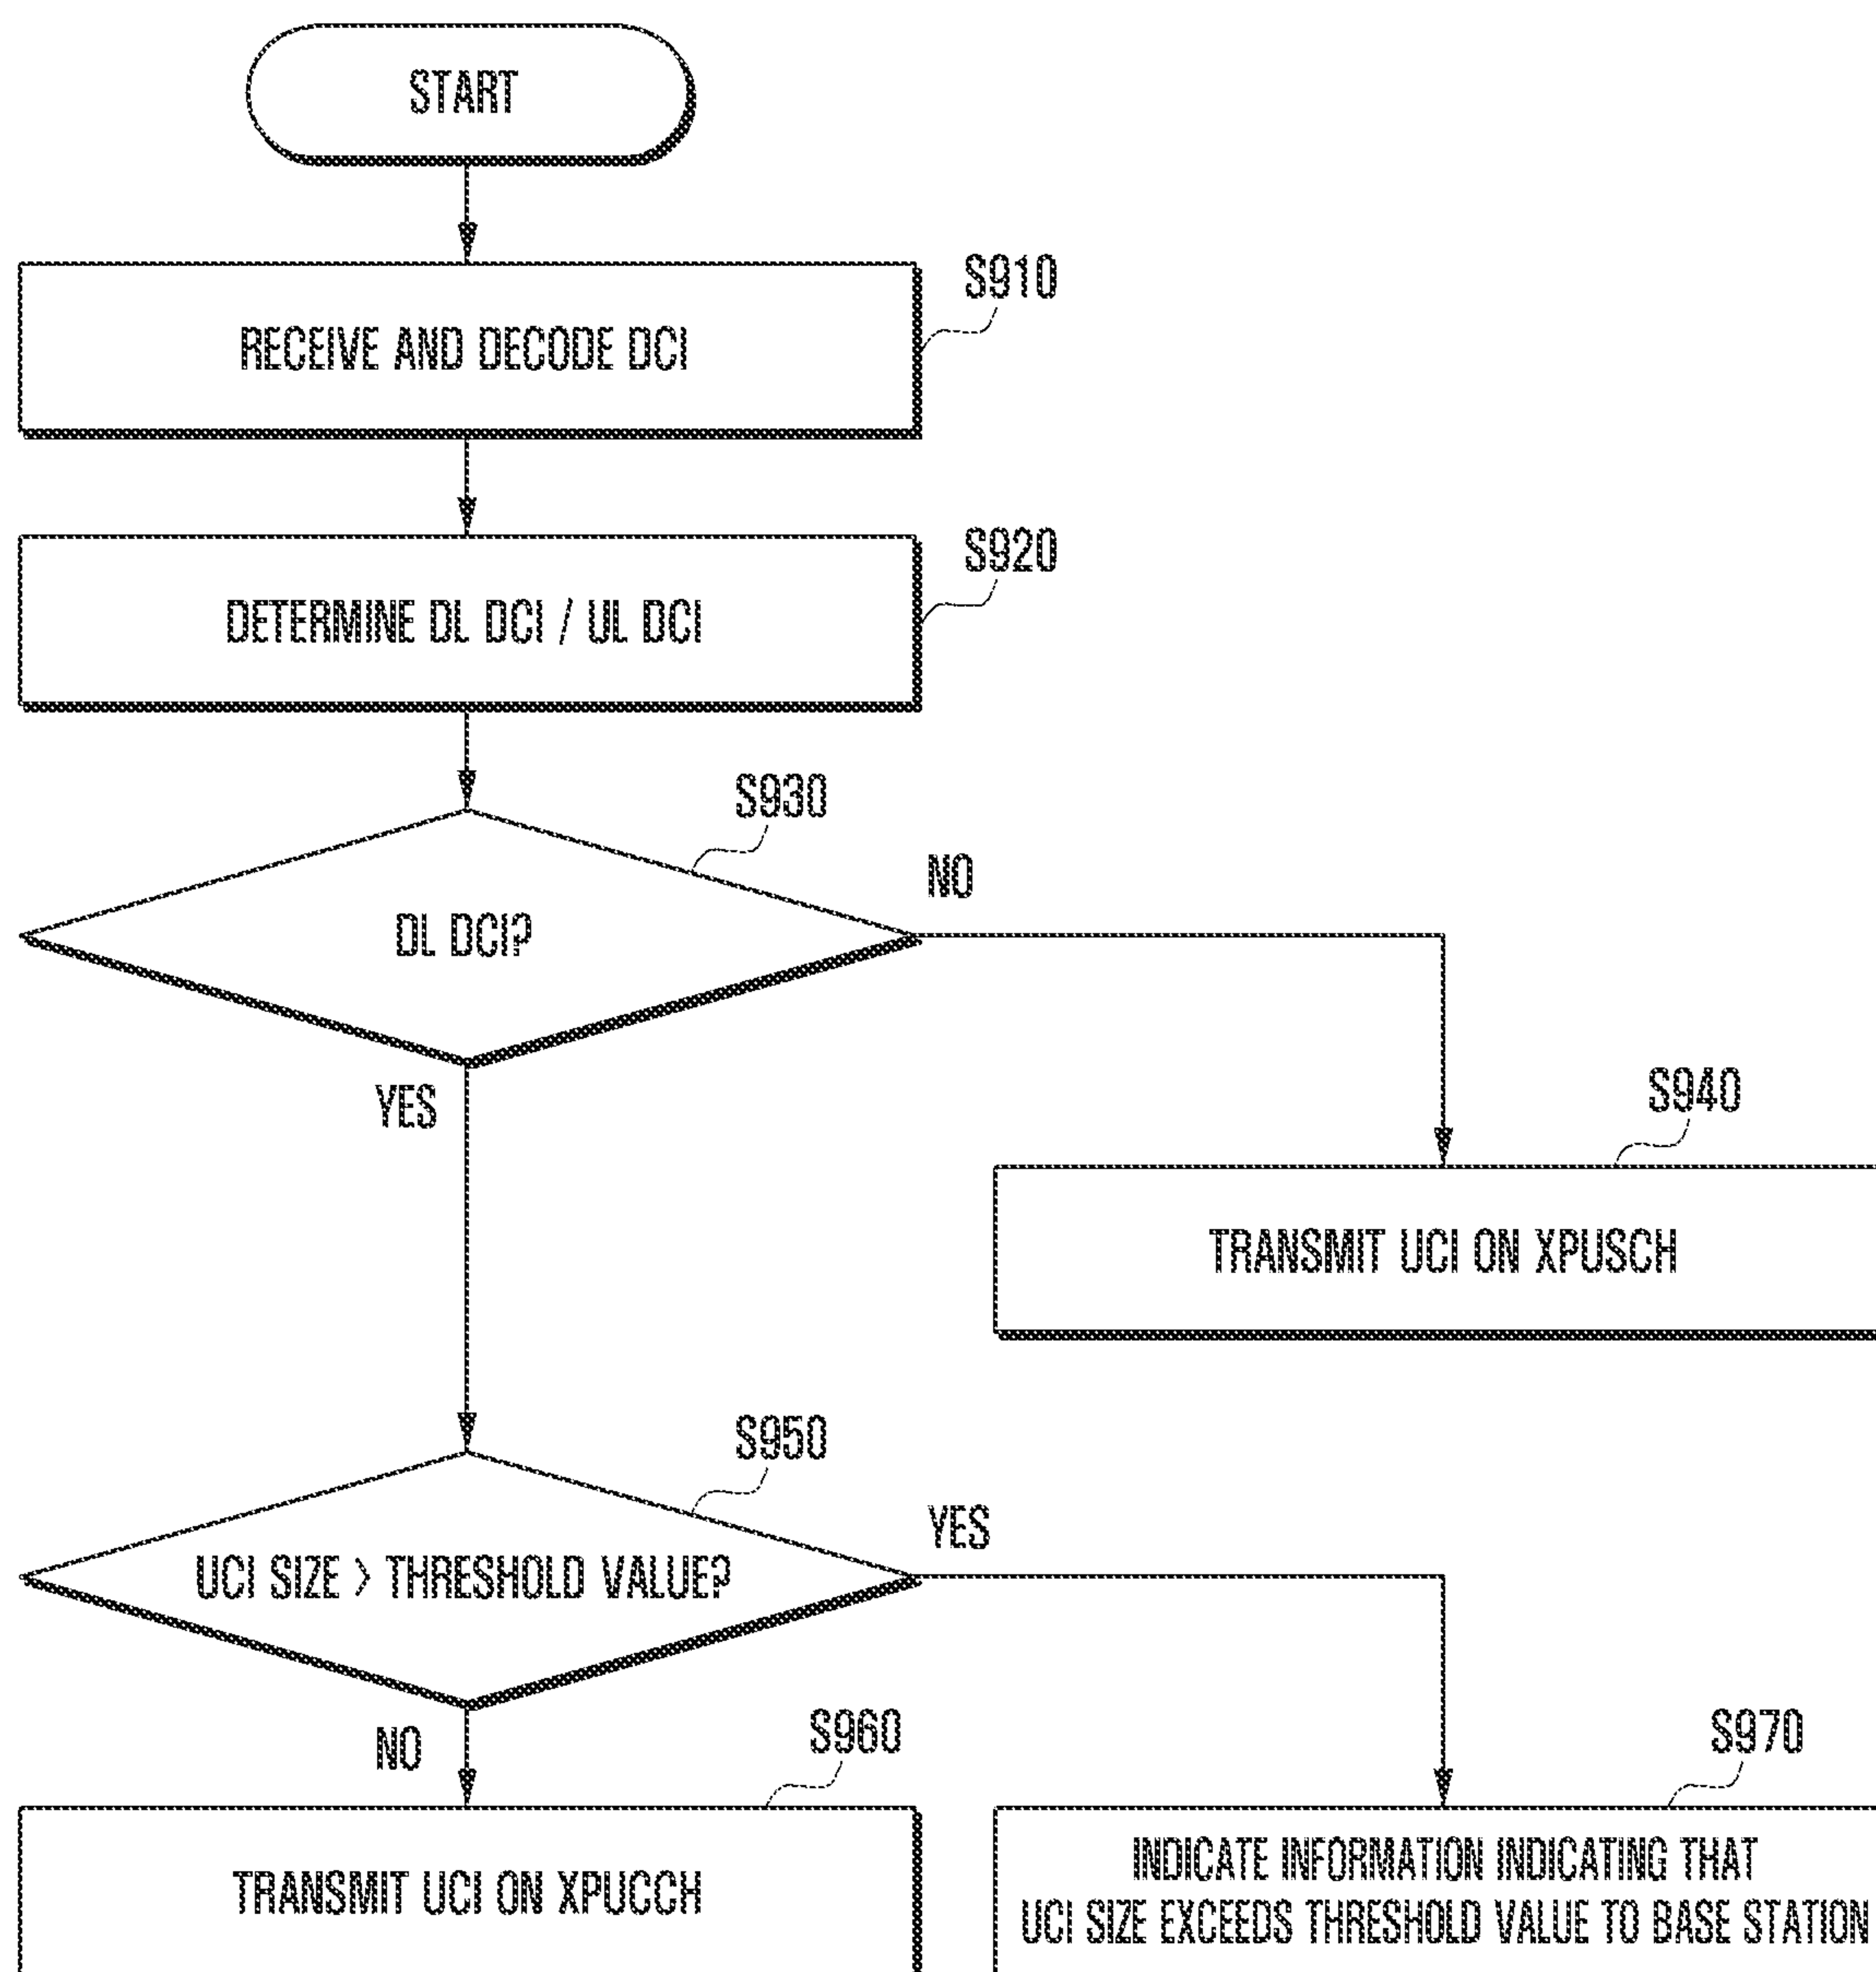 START
S910
RECEIVE AND DECODE DCI
S920
DETERMINE DL DCI / UL DCI
S930
NO
DL DCI?
YES
S940
TRANSMIT UCI ON XPUSCH
S950
YES
UCI SIZE > THRESHOLD VALUE?
NO
S960
S970
TRANSMIT UCI ON XPUCCH
INDICATE INFORMATION INDICATING THAT
UCI SIZE EXCEEDS THRESHOLD VALUE TO BASE STATION